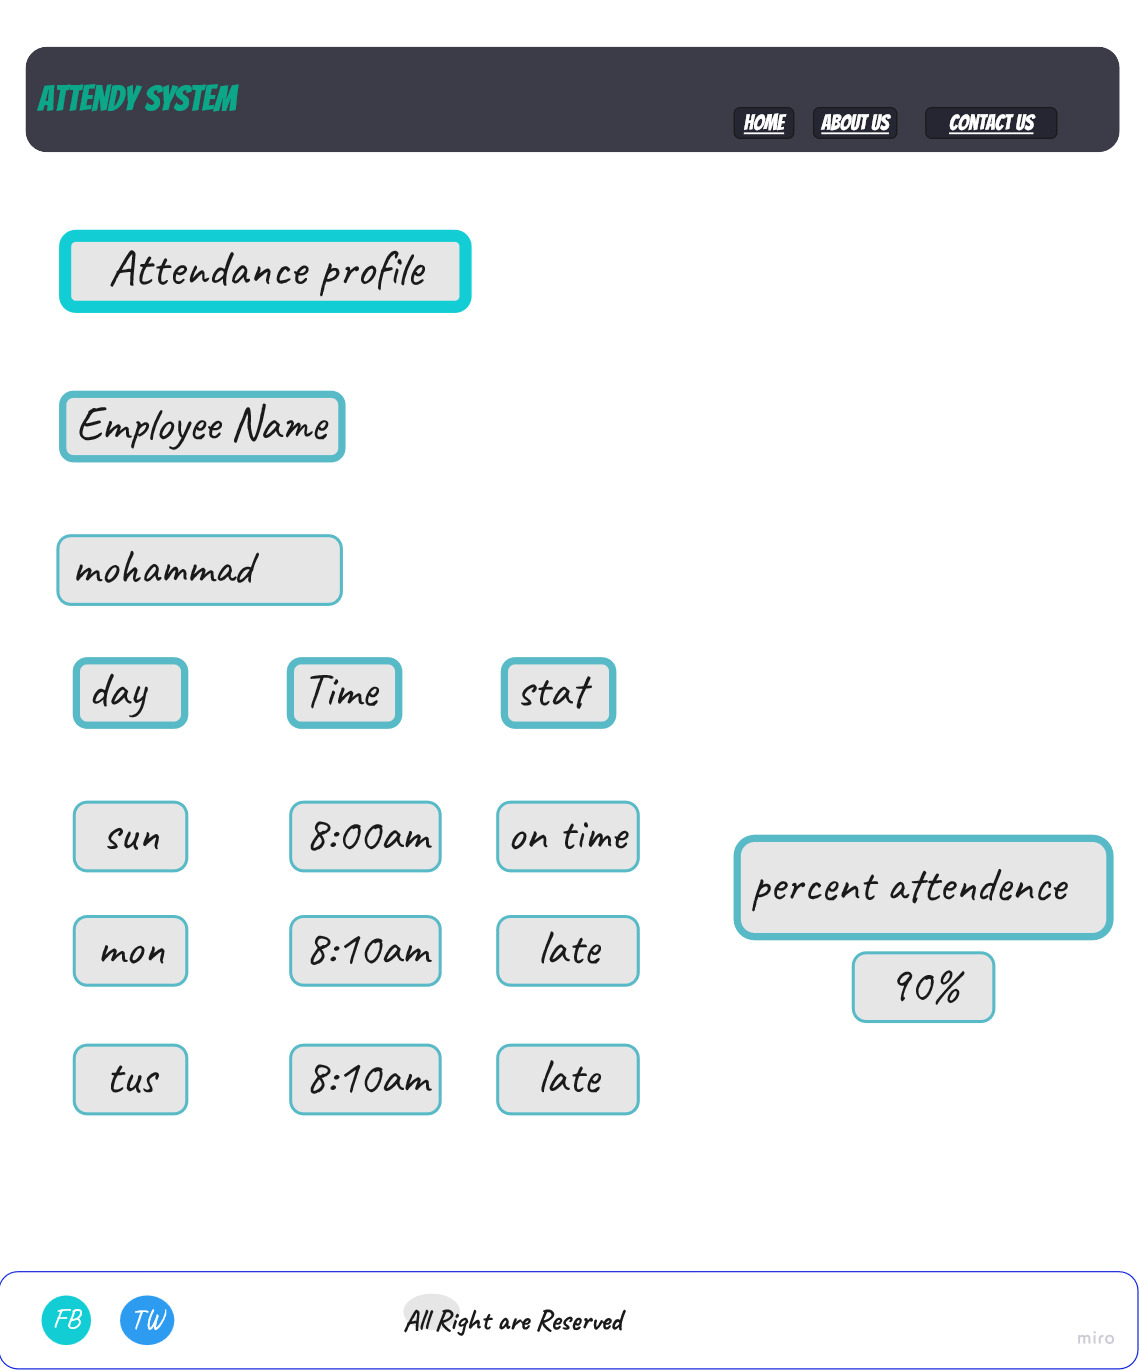 ATTENDY SYSTEM
HOME ABOUT US CONTACT US
Attendance profile
Employee Name
mohammad
day Time stat
sun 8:00am on time
mon 8:10am late
tus 8:10am late
percent attendence
90%
FB TW All Right are Reserved
miro